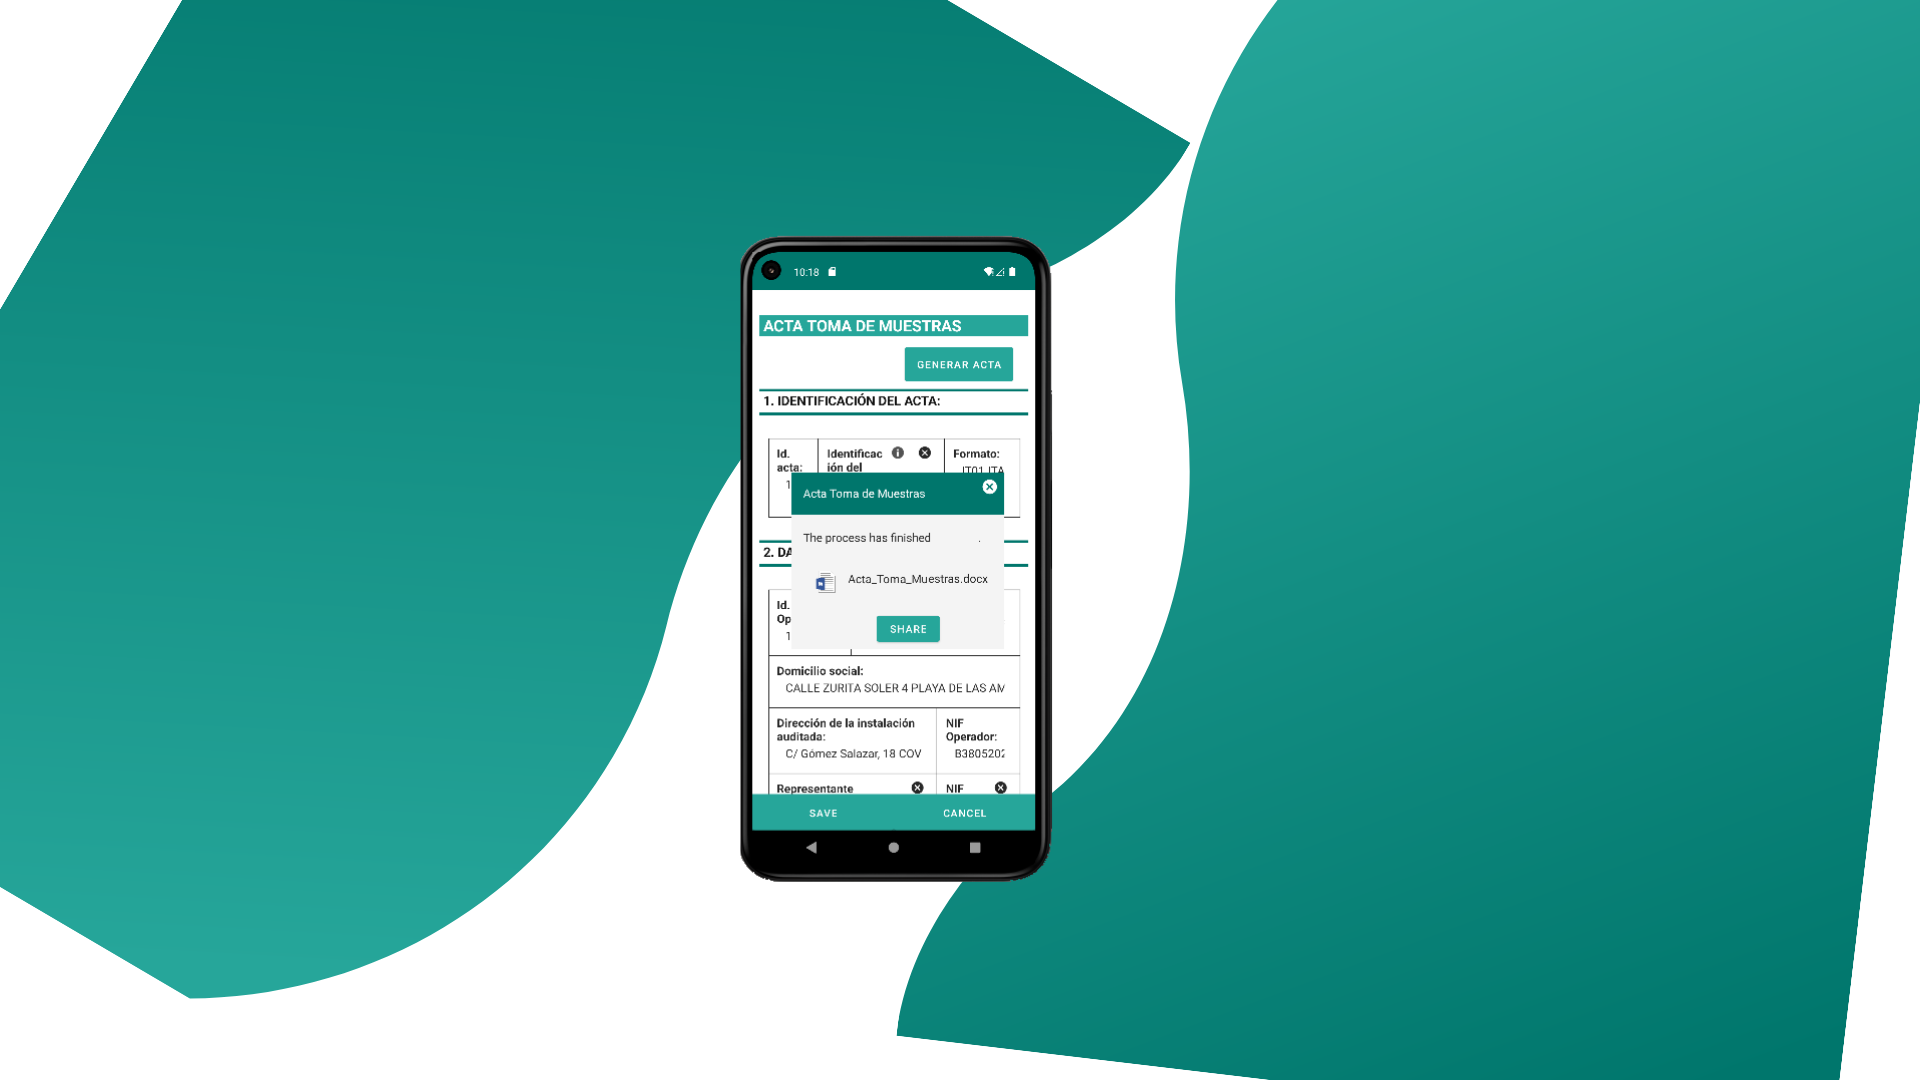 10:18
ACTA TOMA DE MUESTRAS
GENERAR ACTA
1. IDENTIFICACIÓN DEL ACTA:
Id.
acta:
Identificac
ión del
Formato:
IT01 ITA
1
Acta Toma de Muestras
The process has finished .
Acta_Toma_Muestras.docx
SHARE
2. DA
Id.
Op
1
Domicilio social:
CALLE ZURITA SOLER 4 PLAYA DE LAS AM
Dirección de la instalación
auditada:
C/ Gómez Salazar, 18 COV
NIF
Operador:
B3805202
Representante
NIF
SAVE
CANCEL